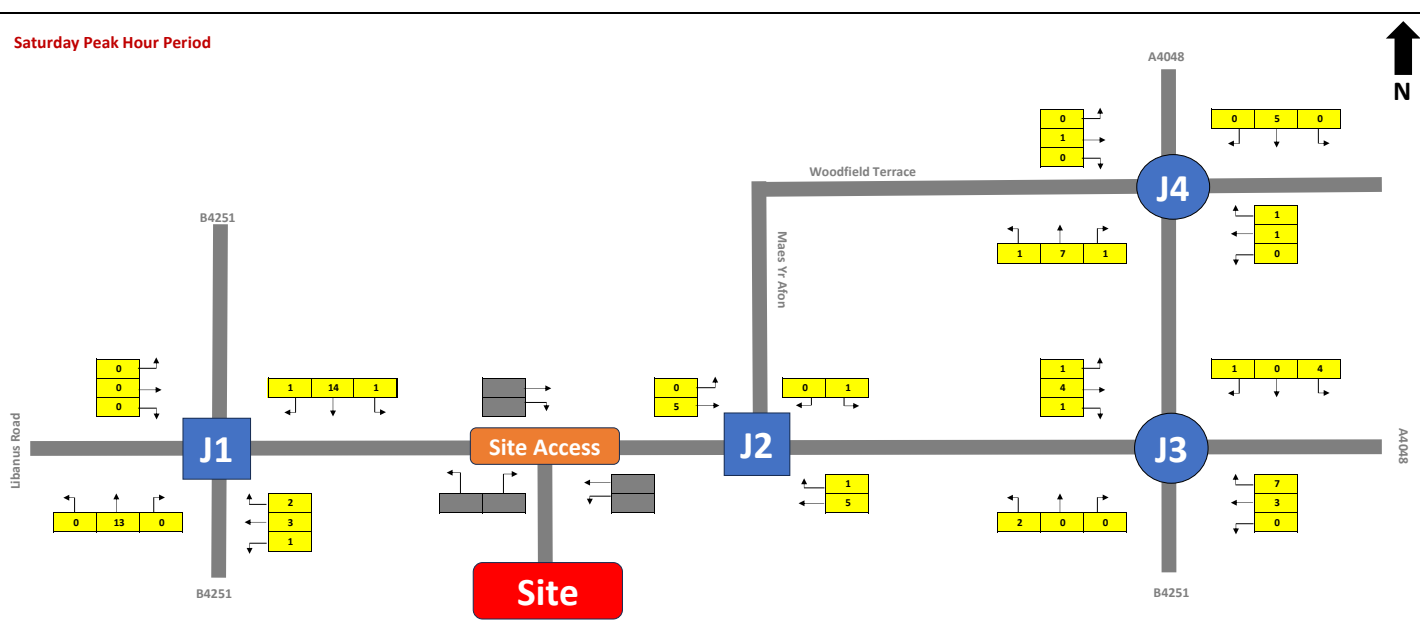 Saturday Peak Hour Period
N
A4048
0
1
0
0 5 0
Woodfield Terrace
J4
1 7 1
1
1
0
B4251
Maes Yr Afon
0
0
0
1 14 1
0
5
0 1
1
4
1
1 0 4
Libanus Road
J1
Site Access
J2
J3
A4048
0 13 0
2
3
1
1
5
2 0 0
7
3
0
B4251
Site
B4251